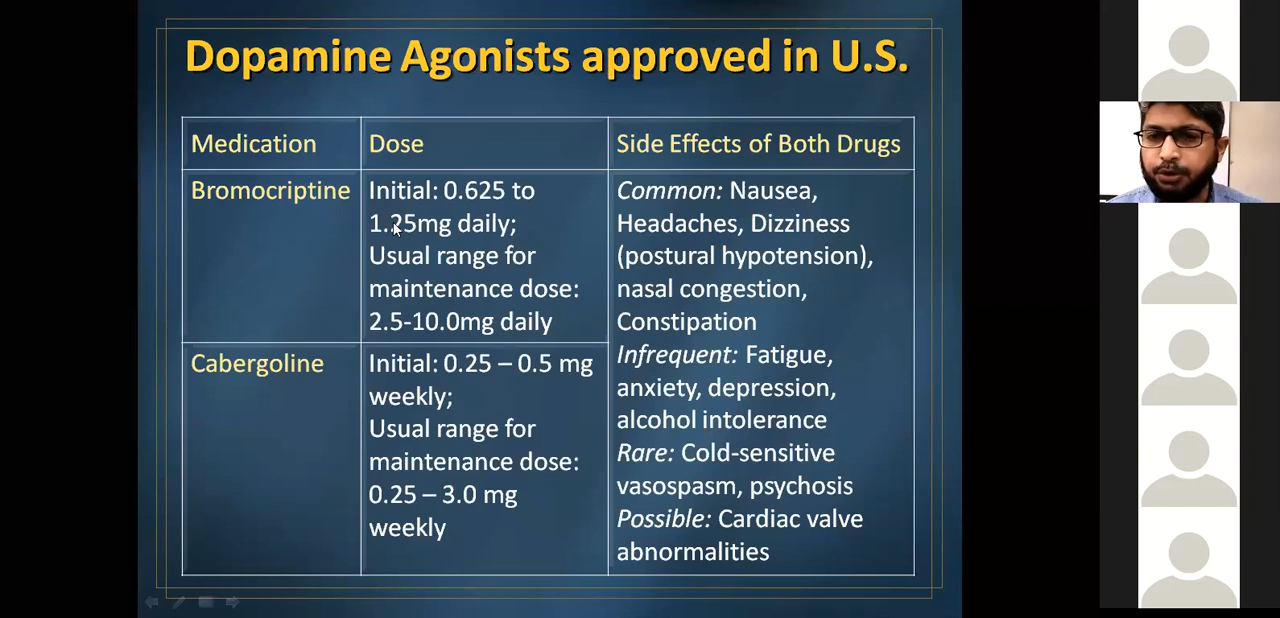 Dopamine Agonists approved in U.S.
Medication
Dose
Side Effects of Both Drugs
Bromocriptine
Initial: 0.625 to
1.25mg daily;
Usual range for
maintenance dose:
2.5-10.0mg daily
Common: Nausea,
Headaches, Dizziness
(postural hypotension),
nasal congestion,
Constipation
Infrequent: Fatigue,
anxiety, depression,
alcohol intolerance
Rare: Cold-sensitive
vasospasm, psychosis
Possible: Cardiac valve
abnormalities
Cabergoline
Initial: 0.25 – 0.5 mg
weekly;
Usual range for
maintenance dose:
0.25 – 3.0 mg
weekly